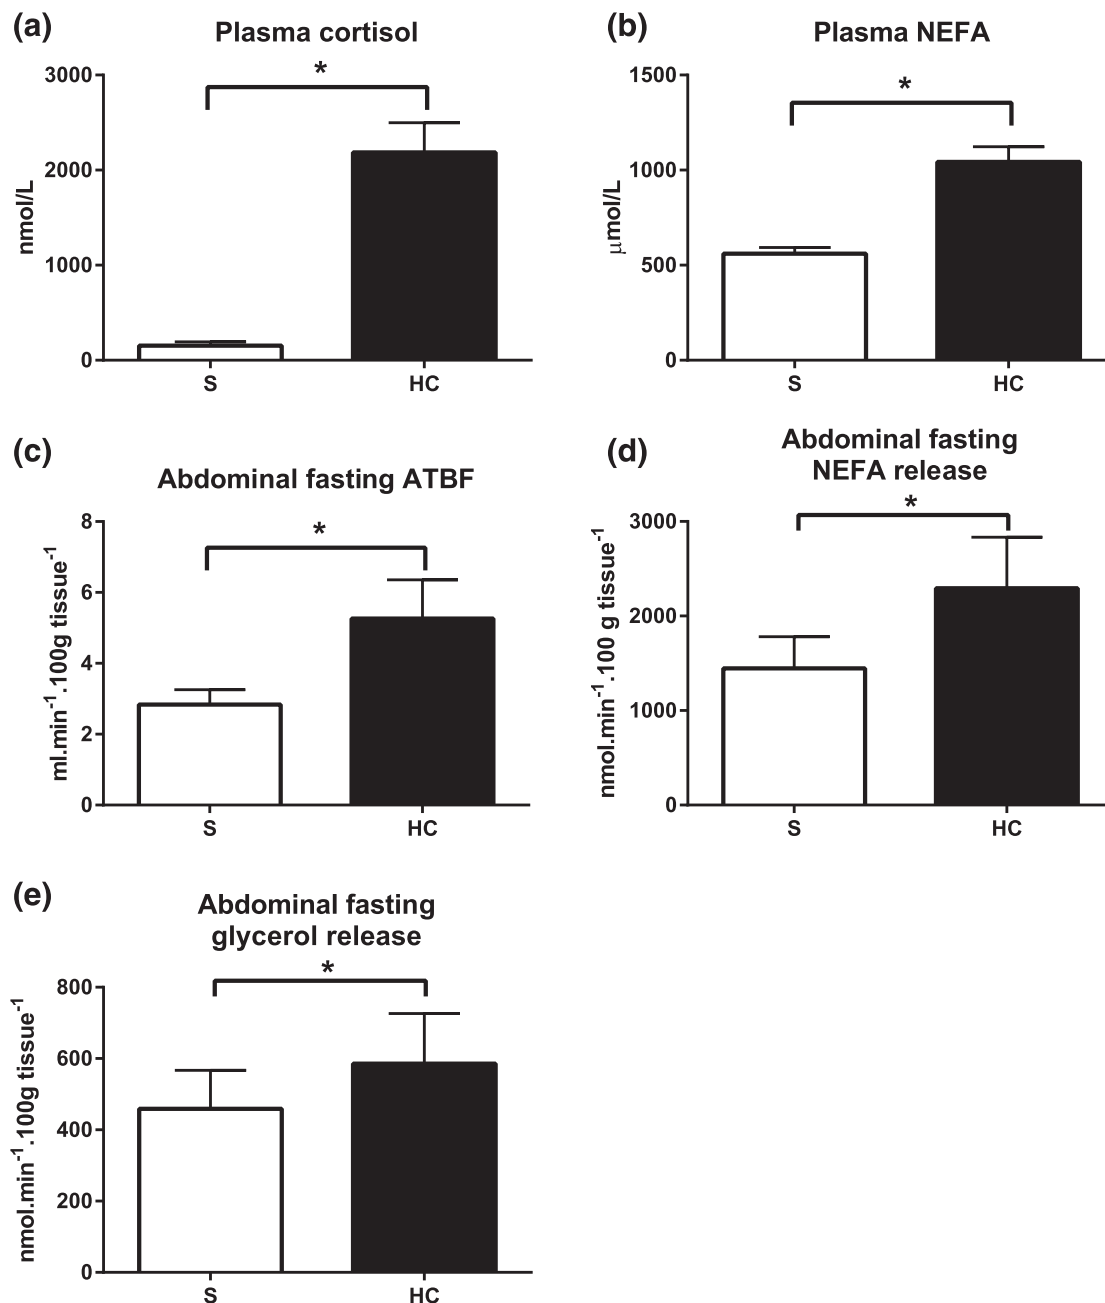 (a)
Plasma cortisol
*
3000
2000
1000
0
nmol/L
S
HC
(b)
Plasma NEFA
*
1500
1000
500
0
μmol/L
S
HC
(c)
Abdominal fasting ATBF
*
8
6
4
2
0
ml.min⁻¹.100g tissue⁻¹
S
HC
(d)
Abdominal fasting
NEFA release
*
3000
2000
1000
0
nmol.min⁻¹.100 g tissue⁻¹
S
HC
(e)
Abdominal fasting
glycerol release
*
800
600
400
200
0
nmol.min⁻¹.100g tissue⁻¹
S
HC